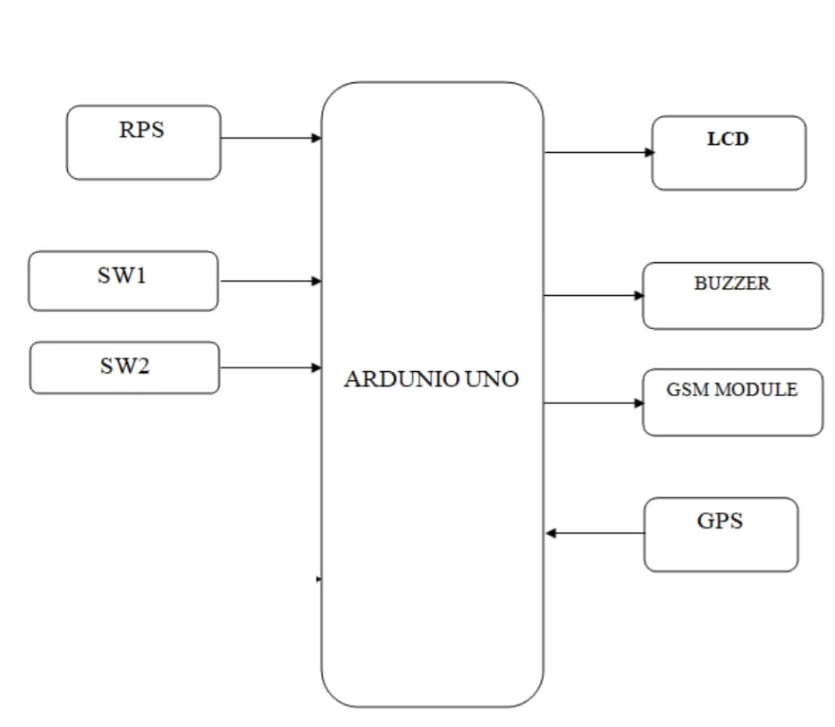 RPS
LCD
SW1
BUZZER
SW2
ARDUNIO UNO
GSM MODULE
GPS